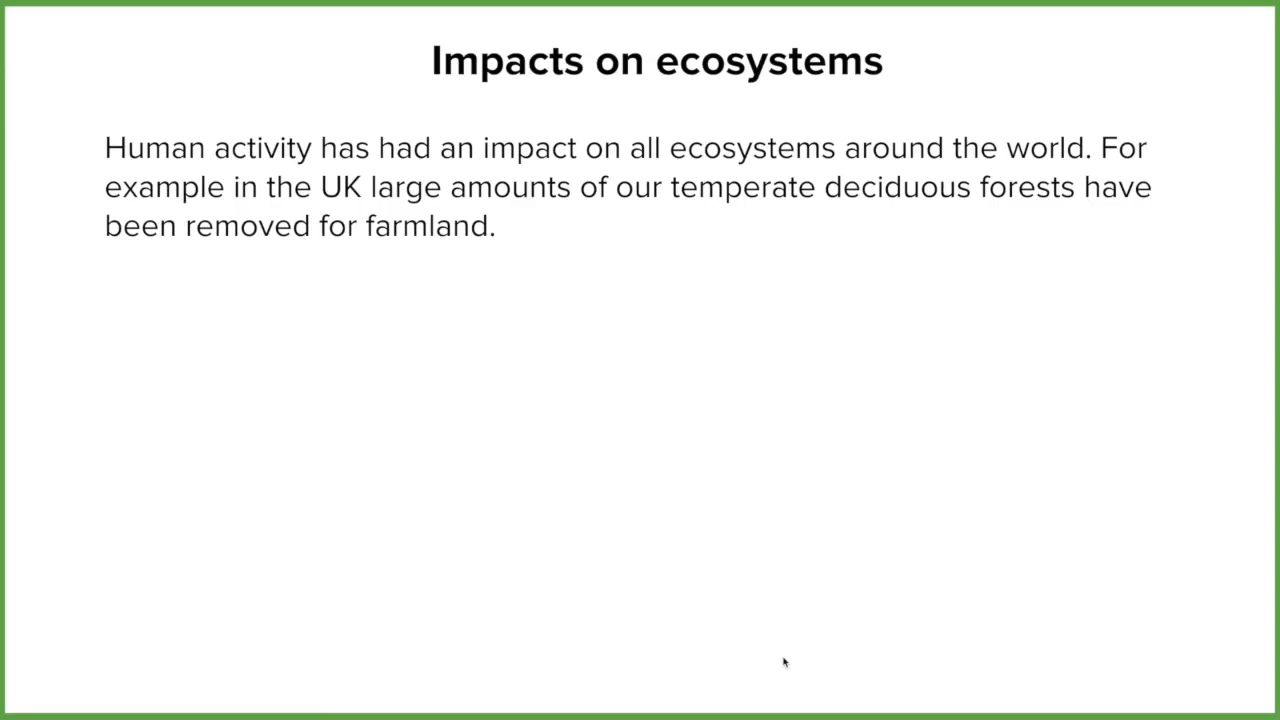 Impacts on ecosystems
Human activity has had an impact on all ecosystems around the world. For
example in the UK large amounts of our temperate deciduous forests have
been removed for farmland.